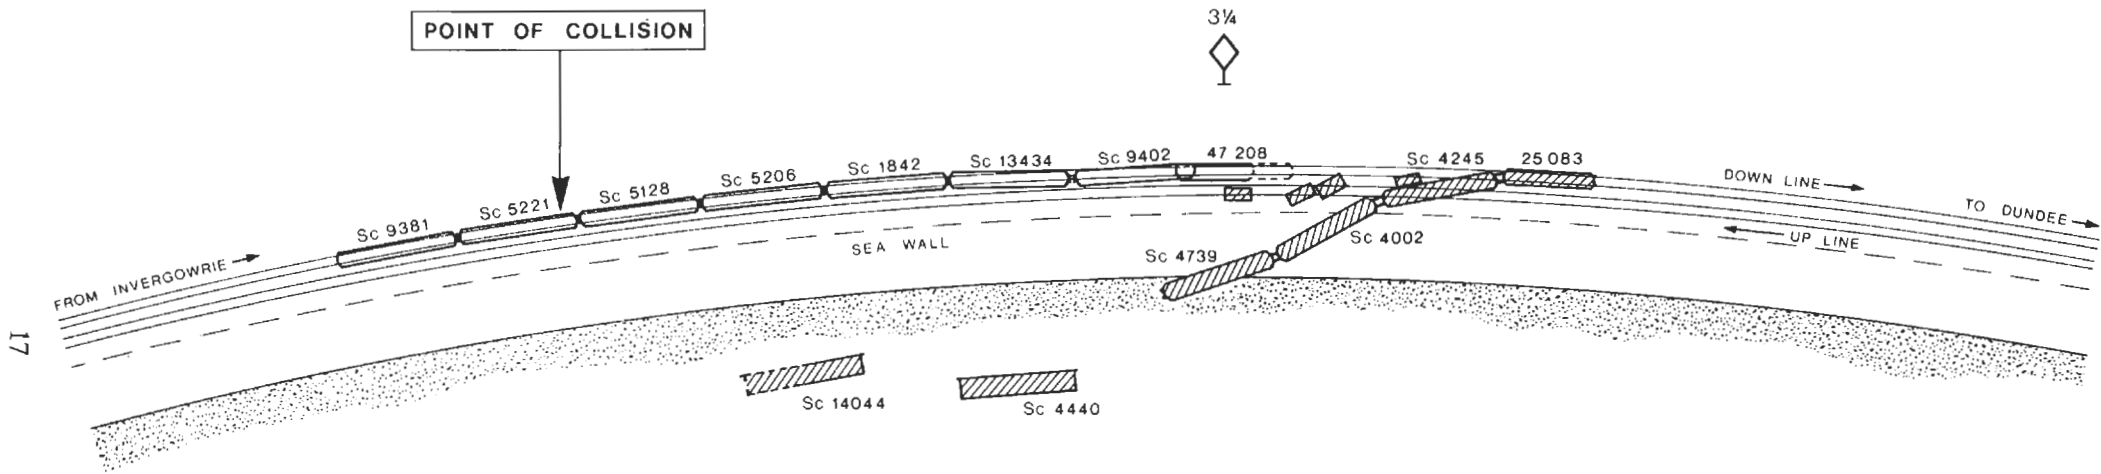 POINT OF COLLISION
3¼
Sc 9381
Sc 5221
Sc 5128
Sc 5206
Sc 1842
Sc 13434
Sc 9402
47 208
Sc 4245
25 083
DOWN LINE
TO DUNDEE
UP LINE
FROM INVERGOWRIE
SEA WALL
Sc 4739
Sc 4002
Sc 14044
Sc 4440
17